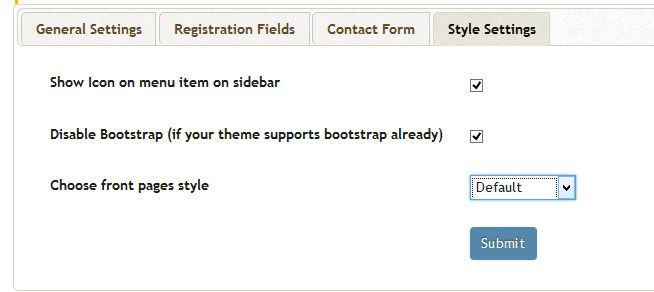 General Settings Registration Fields Contact Form Style Settings
Show Icon on menu item on sidebar
Disable Bootstrap (if your theme supports bootstrap already)
Choose front pages style Default
Submit